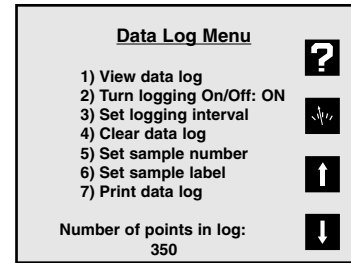 Data Log Menu
1) View data log
2) Turn logging On/Off: ON
3) Set logging interval
4) Clear data log
5) Set sample number
6) Set sample label
7) Print data log
Number of points in log:
350
?